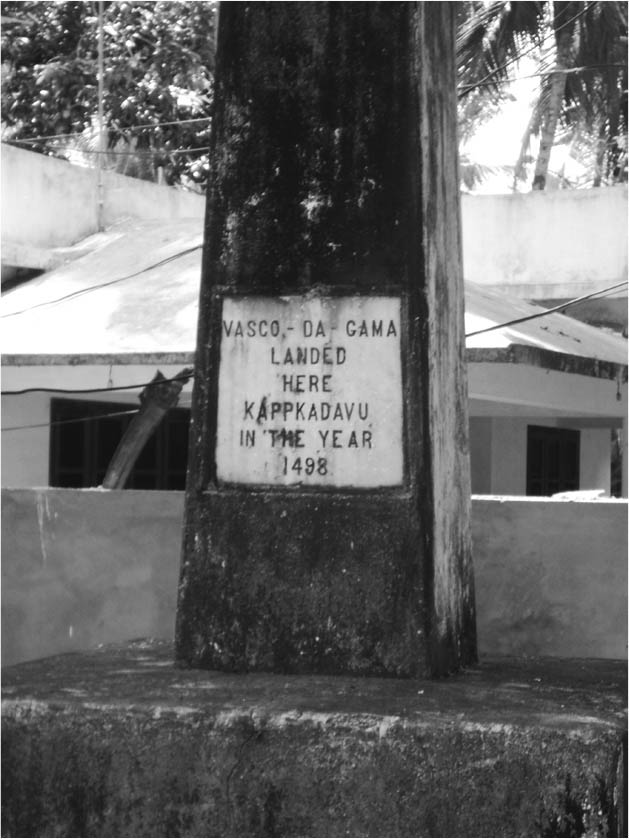 VASCO - DA - GAMA
LANDED
HERE
KAPPKADAVU
IN THE YEAR
1498